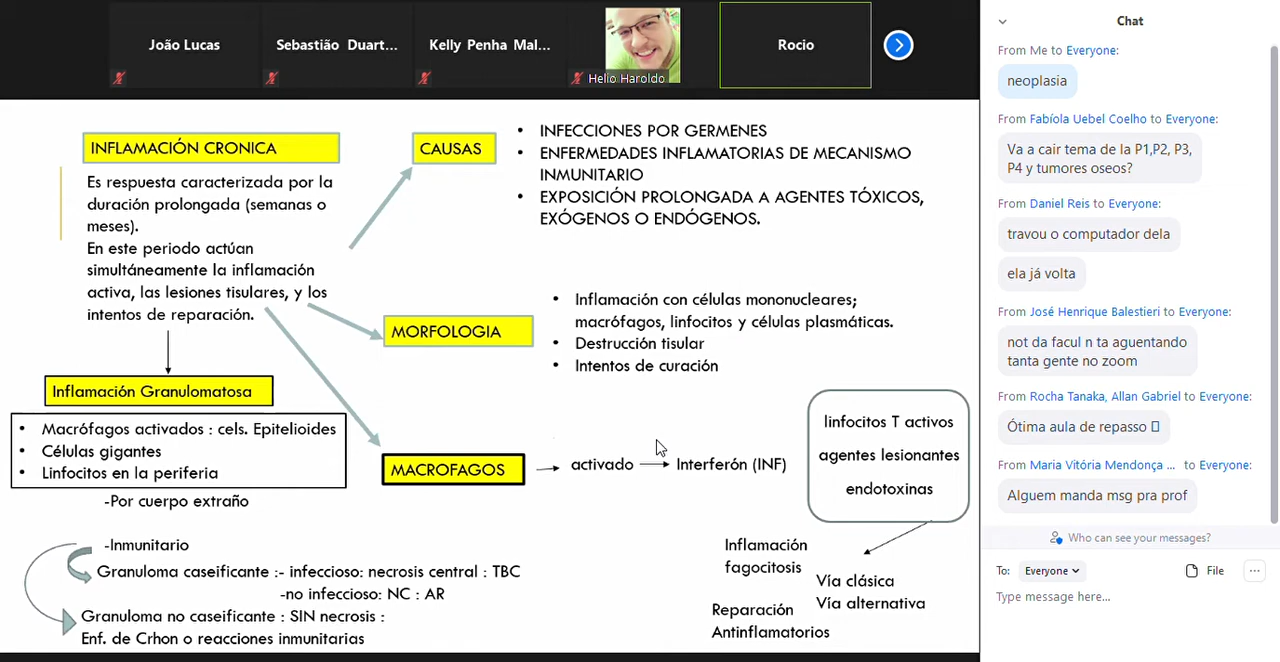 João Lucas
Sebastião Duart...
Kelly Penha Mal...
Helio Haroldo
Rocio
INFLAMACIÓN CRONICA
Es respuesta caracterizada por la
duración prolongada (semanas o
meses).
En este periodo actúan
simultáneamente la inflamación
activa, las lesiones tisulares, y los
intentos de reparación.
CAUSAS
• INFECCIONES POR GERMENES
• ENFERMEDADES INFLAMATORIAS DE MECANISMO
INMUNITARIO
• EXPOSICIÓN PROLONGADA A AGENTES TÓXICOS,
EXÓGENOS O ENDÓGENOS.
MORFOLOGIA
• Inflamación con células mononucleares;
macrófagos, linfocitos y células plasmáticas.
• Destrucción tisular
• Intentos de curación
Inflamación Granulomatosa
• Macrófagos activados : cels. Epitelioides
• Células gigantes
• Linfocitos en la periferia
-Por cuerpo extraño
-Inmunitario
Granuloma caseificante :- infeccioso: necrosis central : TBC
-no infeccioso: NC : AR
Granuloma no caseificante : SIN necrosis :
Enf. de Crhon o reacciones inmunitarias
MACROFAGOS
activado
Interferón (INF)
linfocitos T activos
agentes lesionantes
endotoxinas
Inflamación
fagocitosis
Reparación
Antinflamatorios
Vía clásica
Vía alternativa
Chat
From Me to Everyone:
neoplasia
From Fabíola Uebel Coelho to Everyone:
Va a cair tema de la P1,P2, P3,
P4 y tumores oseos?
From Daniel Reis to Everyone:
travou o computador dela
ela já volta
From José Henrique Balestieri to Everyone:
not da facul n ta aguentando
tanta gente no zoom
From Rocha Tanaka, Allan Gabriel to Everyone:
Ótima aula de repasso
From Maria Vitória Mendonça ... to Everyone:
Alguem manda msg pra prof
Who can see your messages?
To: Everyone
File
...
Type message here...